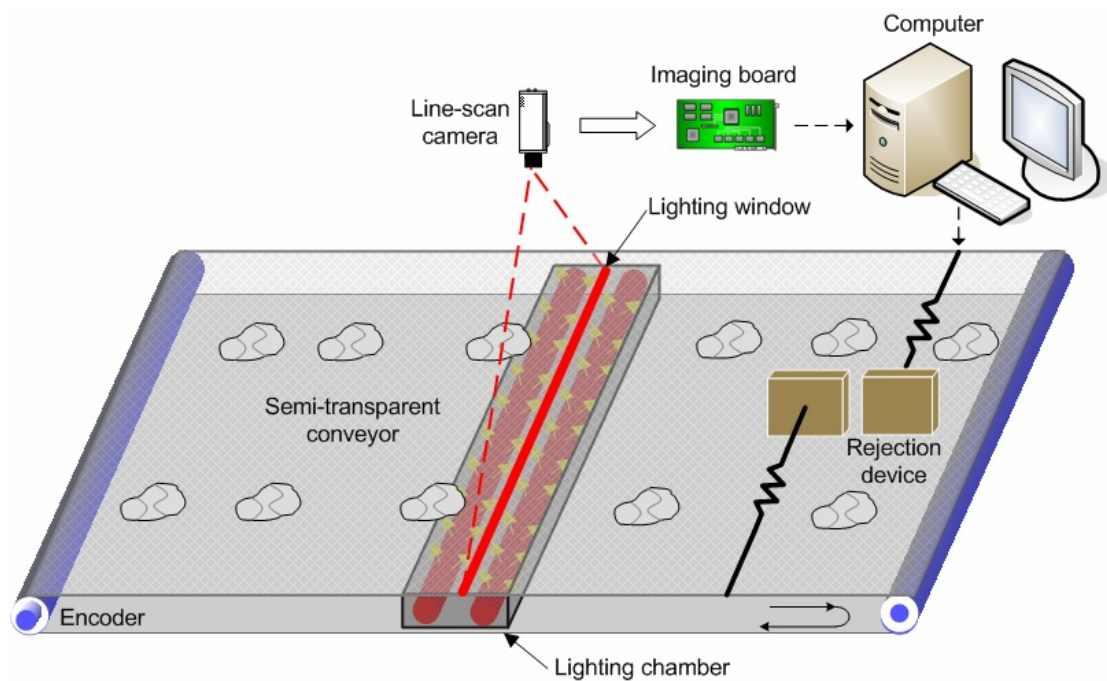 Computer
Imaging board
Line-scan
camera
Lighting window
Semi-transparent
conveyor
Rejection
device
Encoder
Lighting chamber